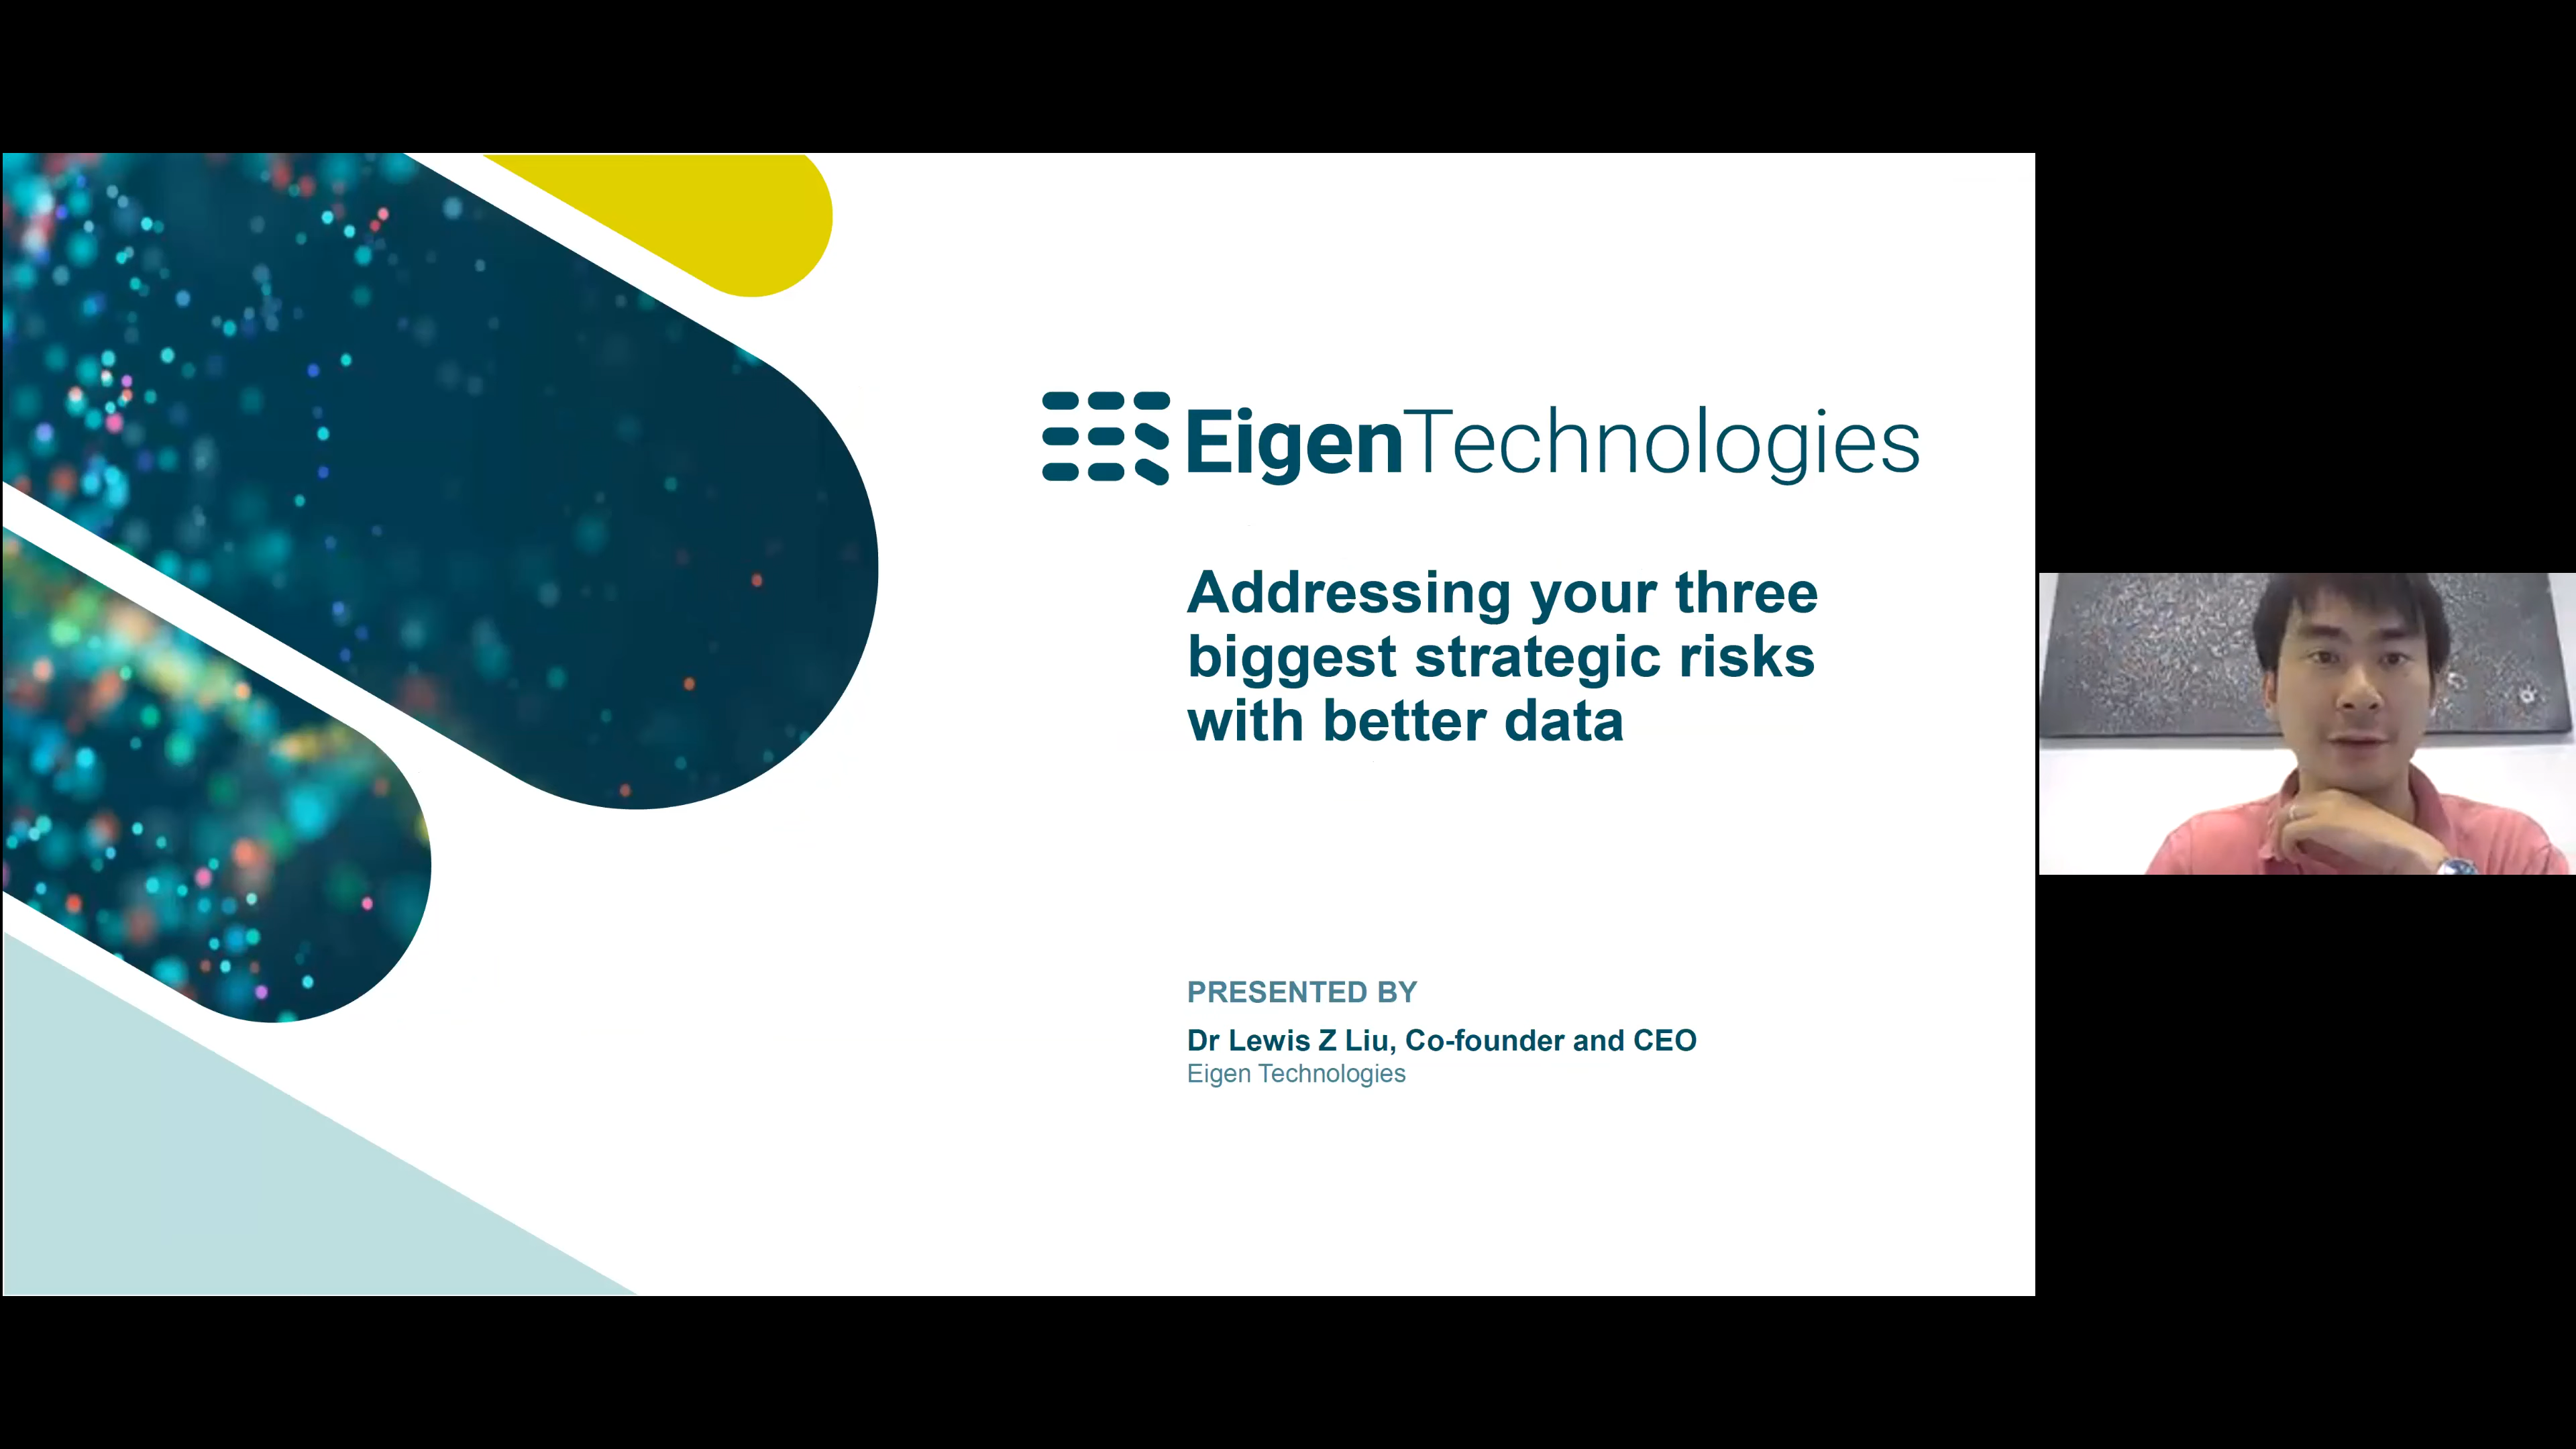 EigenTechnologies
Addressing your three
biggest strategic risks
with better data
PRESENTED BY
Dr Lewis Z Liu, Co-founder and CEO
Eigen Technologies